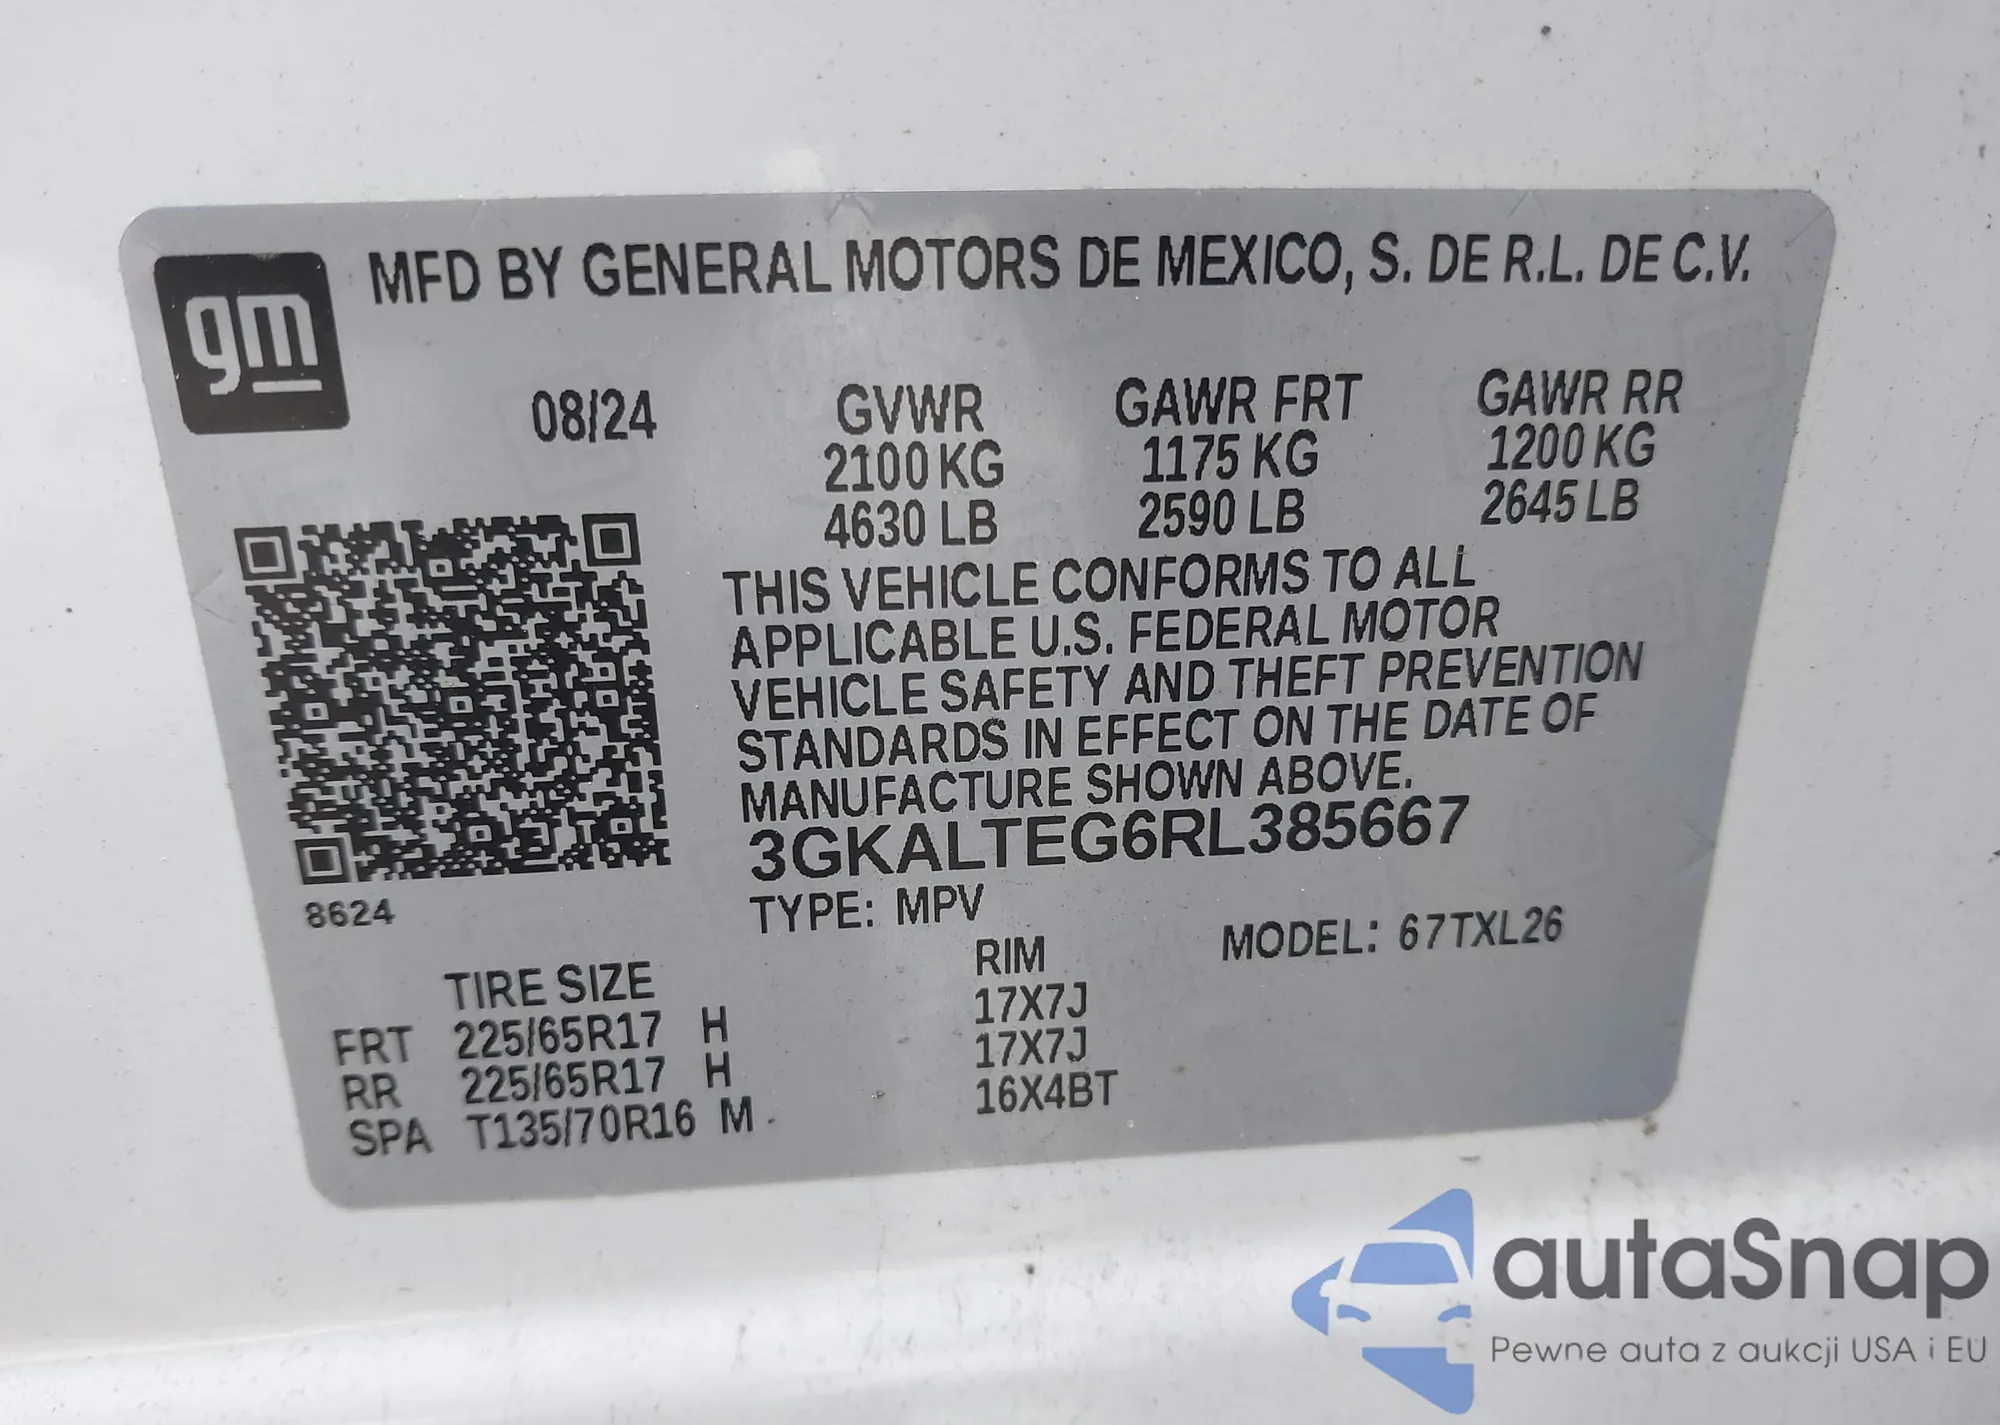 gm
MFD BY GENERAL MOTORS DE MEXICO, S. DE R.L. DE C.V.
08/24 GVWR GAWR FRT GAWR RR
2100 KG 1175 KG 1200 KG
4630 LB 2590 LB 2645 LB
THIS VEHICLE CONFORMS TO ALL
APPLICABLE U.S. FEDERAL MOTOR
VEHICLE SAFETY AND THEFT PREVENTION
STANDARDS IN EFFECT ON THE DATE OF
MANUFACTURE SHOWN ABOVE.
3GKALTEG6RL385667
8624 TYPE: MPV MODEL: 67TXL26
TIRE SIZE RIM
FRT 225/65R17 H 17X7J
RR 225/65R17 H 17X7J
SPA T135/70R16 M 16X4BT
autaSnap
Pewne auta z aukcji USA i EU